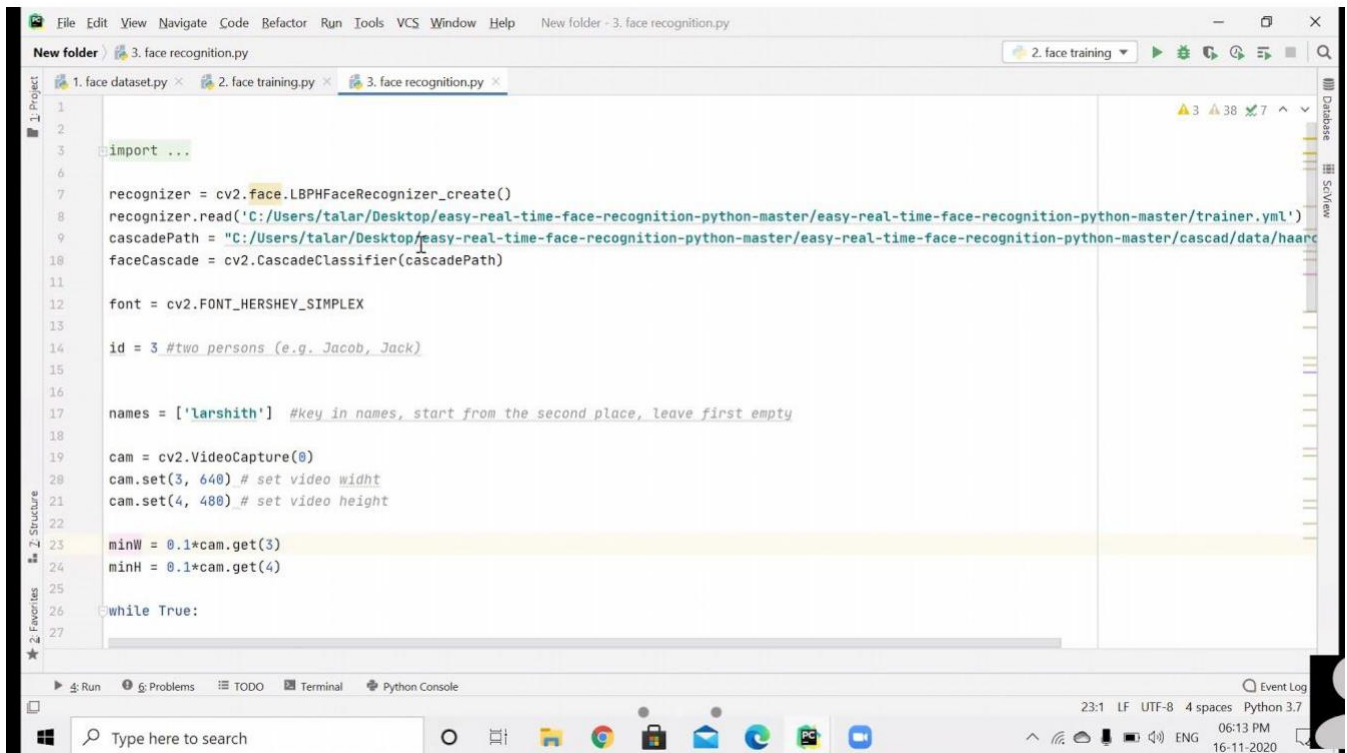 File Edit View Navigate Code Refactor Run Tools VCS Window Help New folder - 3. face recognition.py
New folder 3. face recognition.py 2. face training
1. face dataset.py 2. face training.py 3. face recognition.py
1: Project
Database
SciView
3 38 7
1
2
3 import ...
6
7 recognizer = cv2.face.LBPHFaceRecognizer_create()
8 recognizer.read('C:/Users/talar/Desktop/easy-real-time-face-recognition-python-master/easy-real-time-face-recognition-python-master/trainer.yml')
9 cascadePath = "C:/Users/talar/Desktop/easy-real-time-face-recognition-python-master/easy-real-time-face-recognition-python-master/cascad/data/haarc
10 faceCascade = cv2.CascadeClassifier(cascadePath)
11
12 font = cv2.FONT_HERSHEY_SIMPLEX
13
14 id = 3 #two persons (e.g. Jacob, Jack)
15
16
17 names = ['larshith'] #key in names, start from the second place, leave first empty
18
19 cam = cv2.VideoCapture(0)
20 cam.set(3, 640) # set video widht
21 cam.set(4, 480) # set video height
22
23 minW = 0.1*cam.get(3)
24 minH = 0.1*cam.get(4)
25
26 while True:
27
Z: Structure
2: Favorites
4: Run 6: Problems TODO Terminal Python Console Event Log
23:1 LF UTF-8 4 spaces Python 3.7
Type here to search PC ENG 06:13 PM
16-11-2020